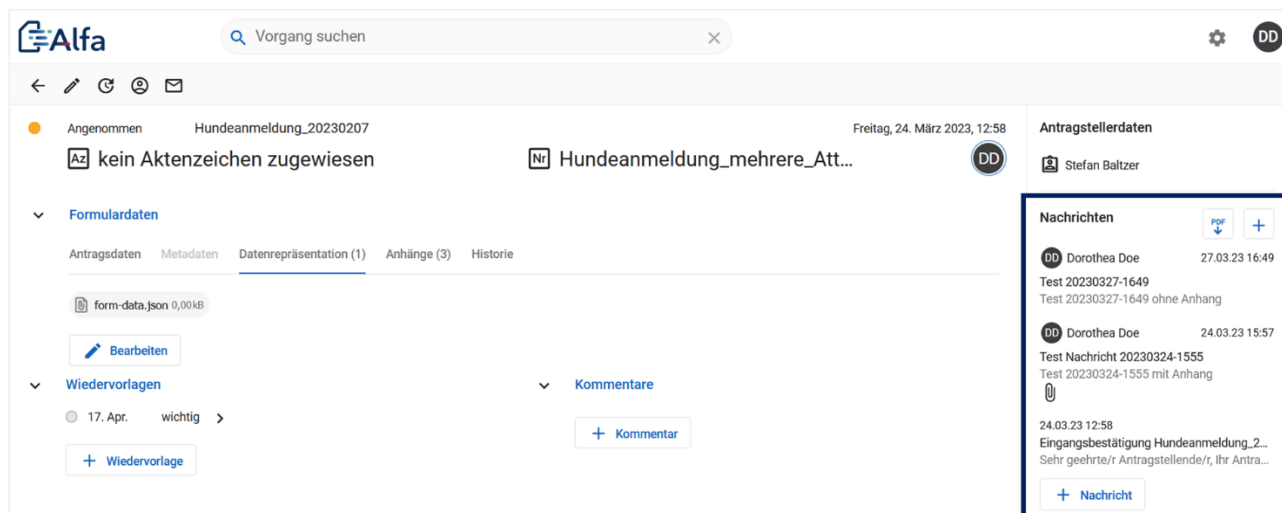 Alfa
Vorgang suchen
DD
Angenommen Hundeanmeldung_20230207 Freitag, 24. März 2023, 12:58
Az kein Aktenzeichen zugewiesen
Nr Hundeanmeldung_mehrere_Att...
DD
Formulardaten
Antragsdaten Metadaten Datenrepräsentation (1) Anhänge (3) Historie
form-data.json 0,00 kB
Bearbeiten
Wiedervorlagen
17. Apr. wichtig
+ Wiedervorlage
Kommentare
+ Kommentar
Antragstellerdaten
Stefan Baltzer
Nachrichten
PDF
+
DD Dorothea Doe 27.03.23 16:49
Test 20230327-1649
Test 20230327-1649 ohne Anhang
DD Dorothea Doe 24.03.23 15:57
Test Nachricht 20230324-1555
Test 20230324-1555 mit Anhang
24.03.23 12:58
Eingangsbestätigung Hundeanmeldung_2...
Sehr geehrte/r Antragstellende/r, Ihr Antra...
+ Nachricht